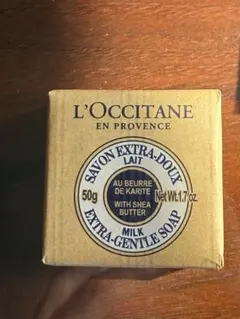 L'OCCITANE
EN PROVENCE
SAVON EXTRA-DOUX
LAIT
AU BEURRE
DE KARITÉ
50g
Net Wt.1.7 oz.
WITH SHEA
BUTTER
MILK
EXTRA-GENTLE SOAP